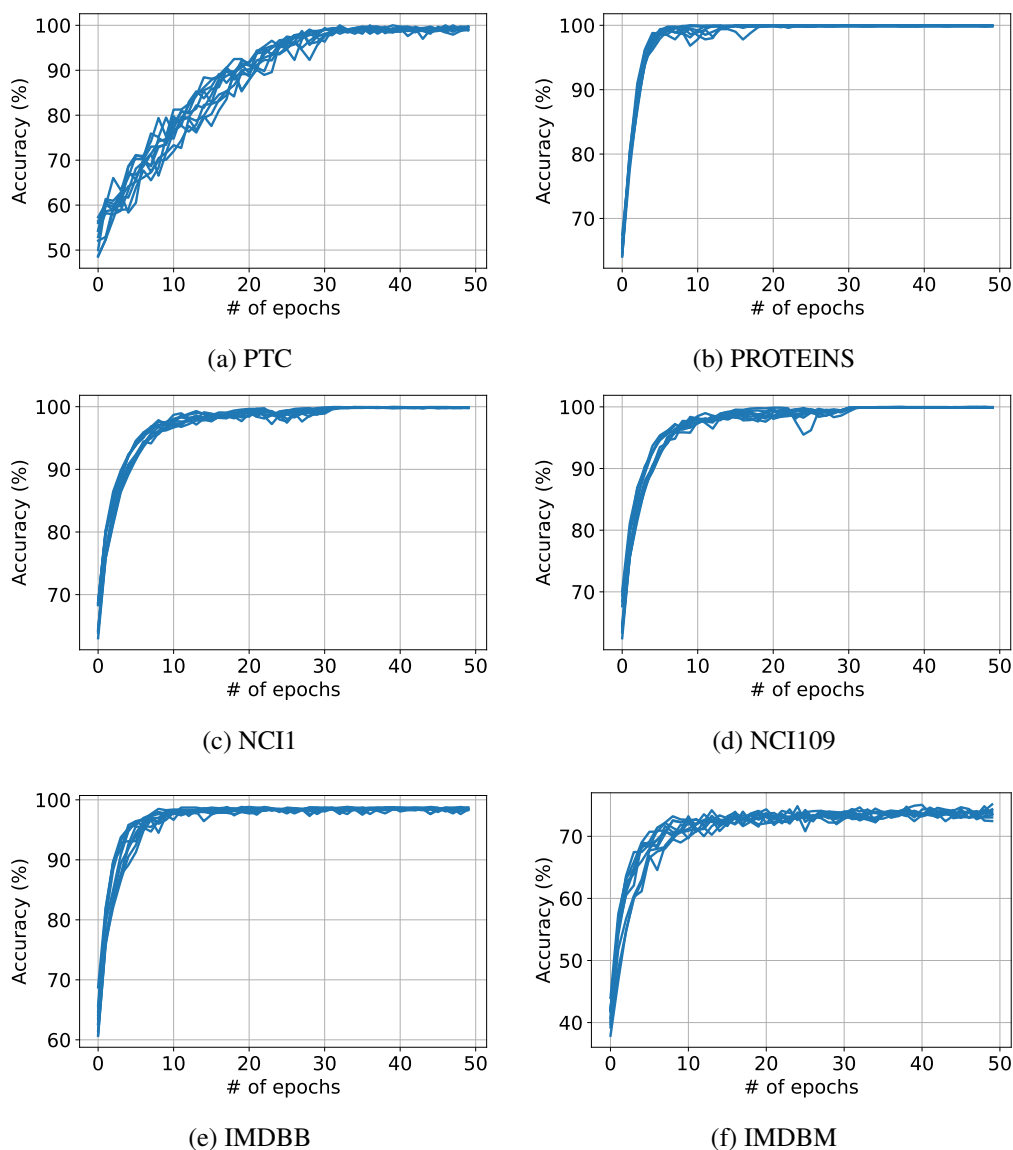 100
90
80
70
60
50
Accuracy (%)
0 10 20 30 40 50
# of epochs
(a) PTC
100
90
80
70
Accuracy (%)
0 10 20 30 40 50
# of epochs
(b) PROTEINS
100
90
80
70
Accuracy (%)
0 10 20 30 40 50
# of epochs
(c) NCI1
100
90
80
70
Accuracy (%)
0 10 20 30 40 50
# of epochs
(d) NCI109
100
90
80
70
60
Accuracy (%)
0 10 20 30 40 50
# of epochs
(e) IMDBB
70
60
50
40
Accuracy (%)
0 10 20 30 40 50
# of epochs
(f) IMDBM